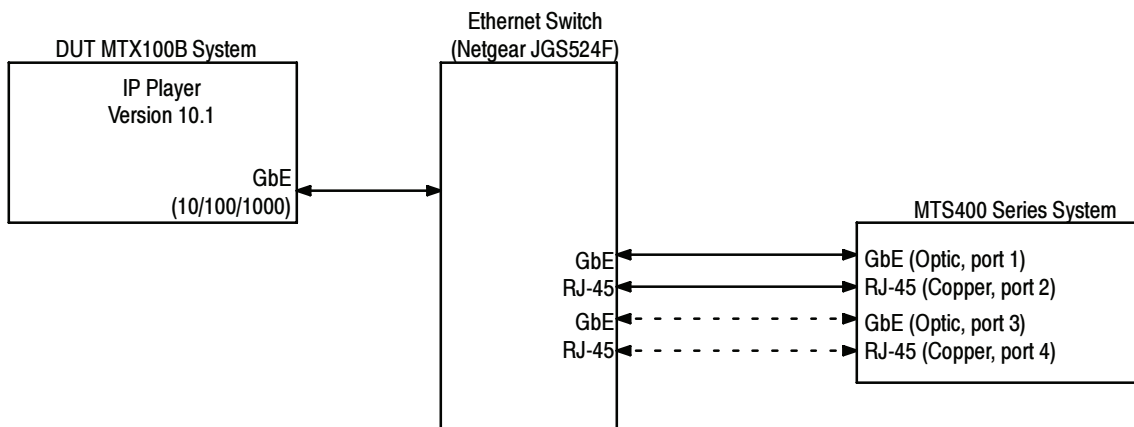 Ethernet Switch
(Netgear JGS524F)
DUT MTX100B System
IP Player
Version 10.1
GbE
(10/100/1000)
MTS400 Series System
GbE
RJ-45
GbE
RJ-45
GbE (Optic, port 1)
RJ-45 (Copper, port 2)
GbE (Optic, port 3)
RJ-45 (Copper, port 4)